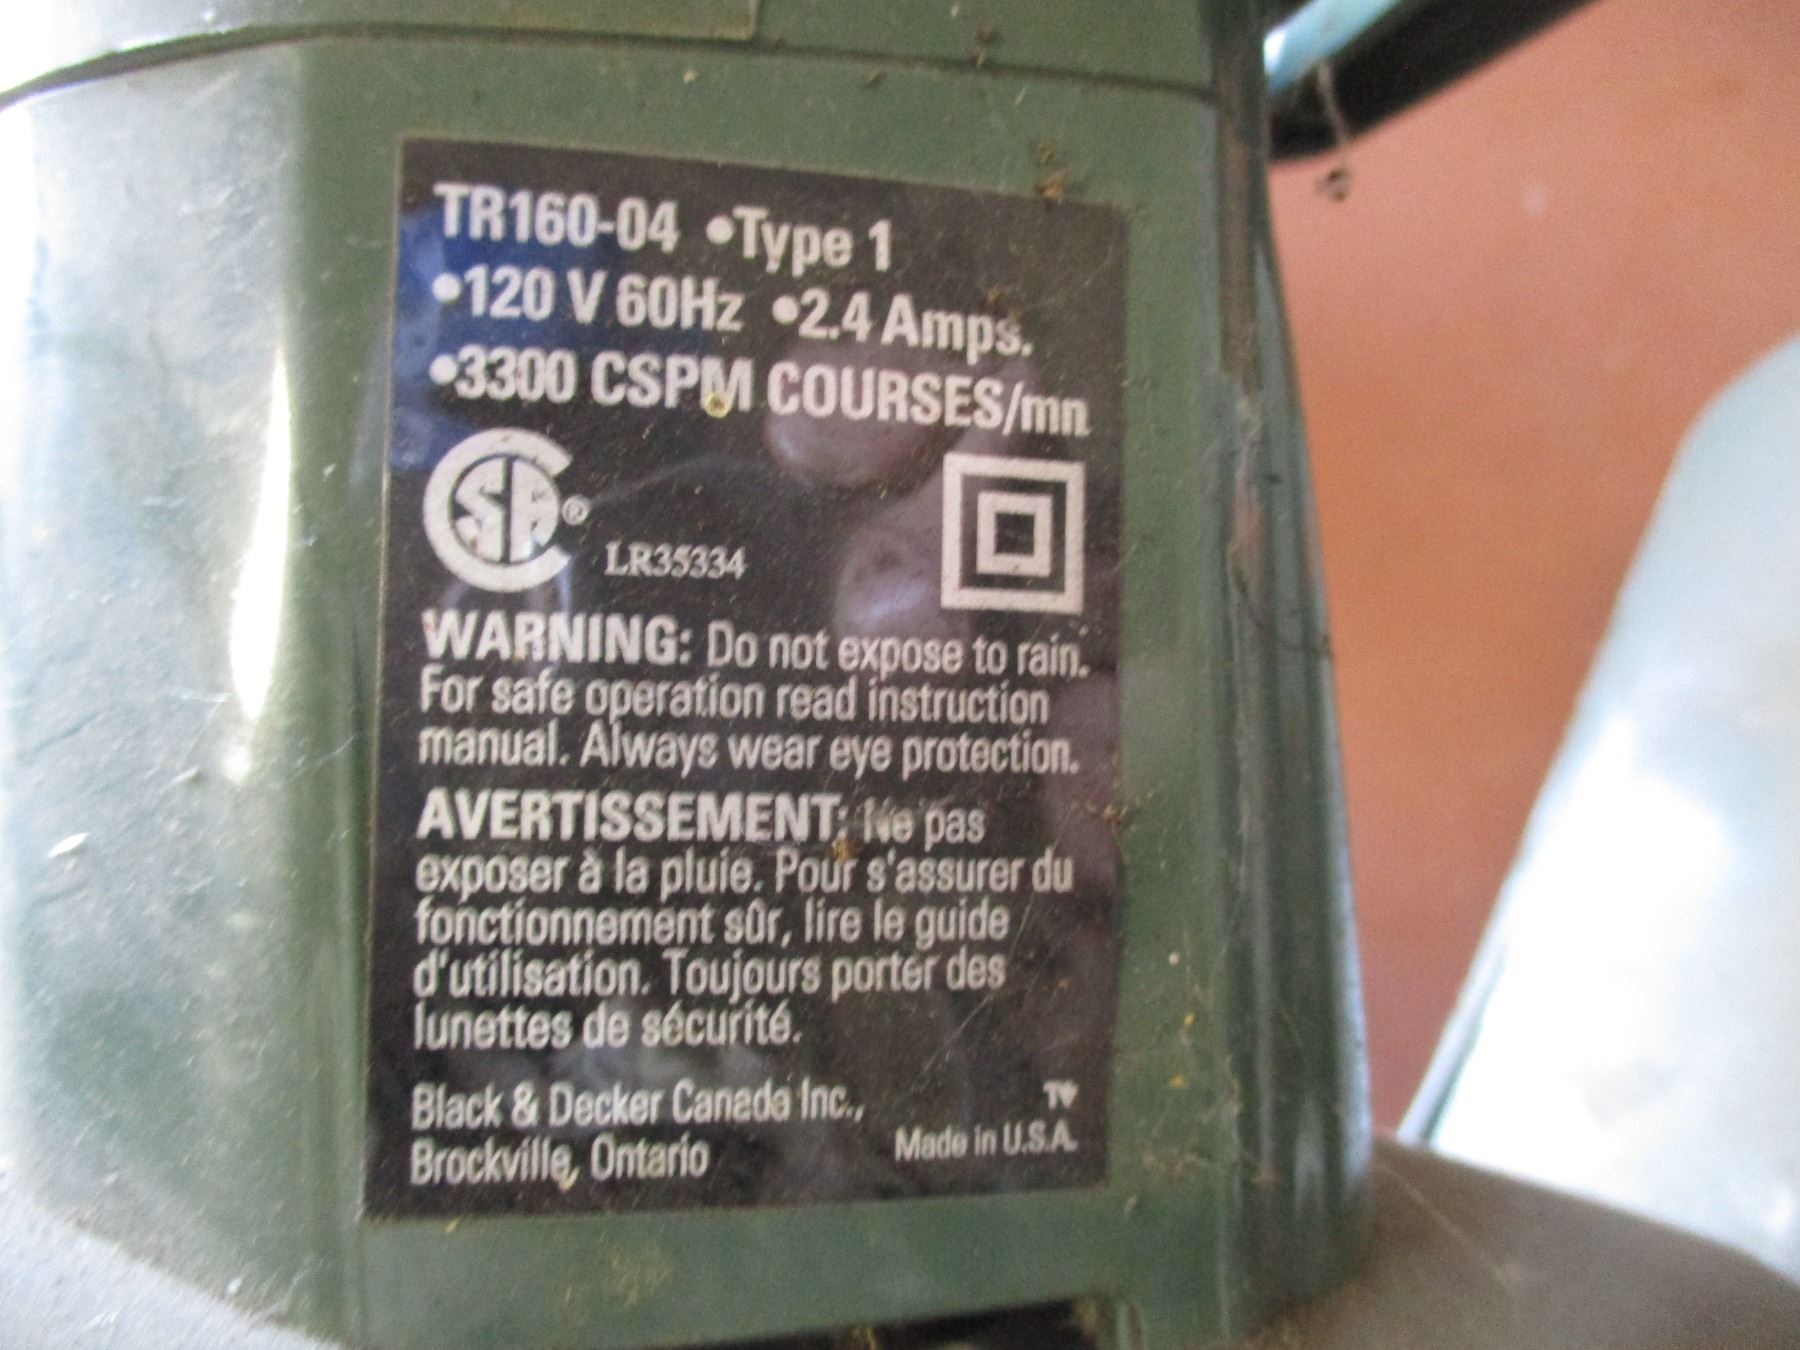 TR160-04 •Type 1
•120 V 60Hz •2.4 Amps.
•3300 CSPM COURSES/mn
CSA®
LR35334
WARNING: Do not expose to rain.
For safe operation read instruction
manual. Always wear eye protection.
AVERTISSEMENT: Ne pas
exposer à la pluie. Pour s'assurer du
fonctionnement sûr, lire le guide
d'utilisation. Toujours porter des
lunettes de sécurité.
Black & Decker Canada Inc.,
Brockville, Ontario
Made in U.S.A.